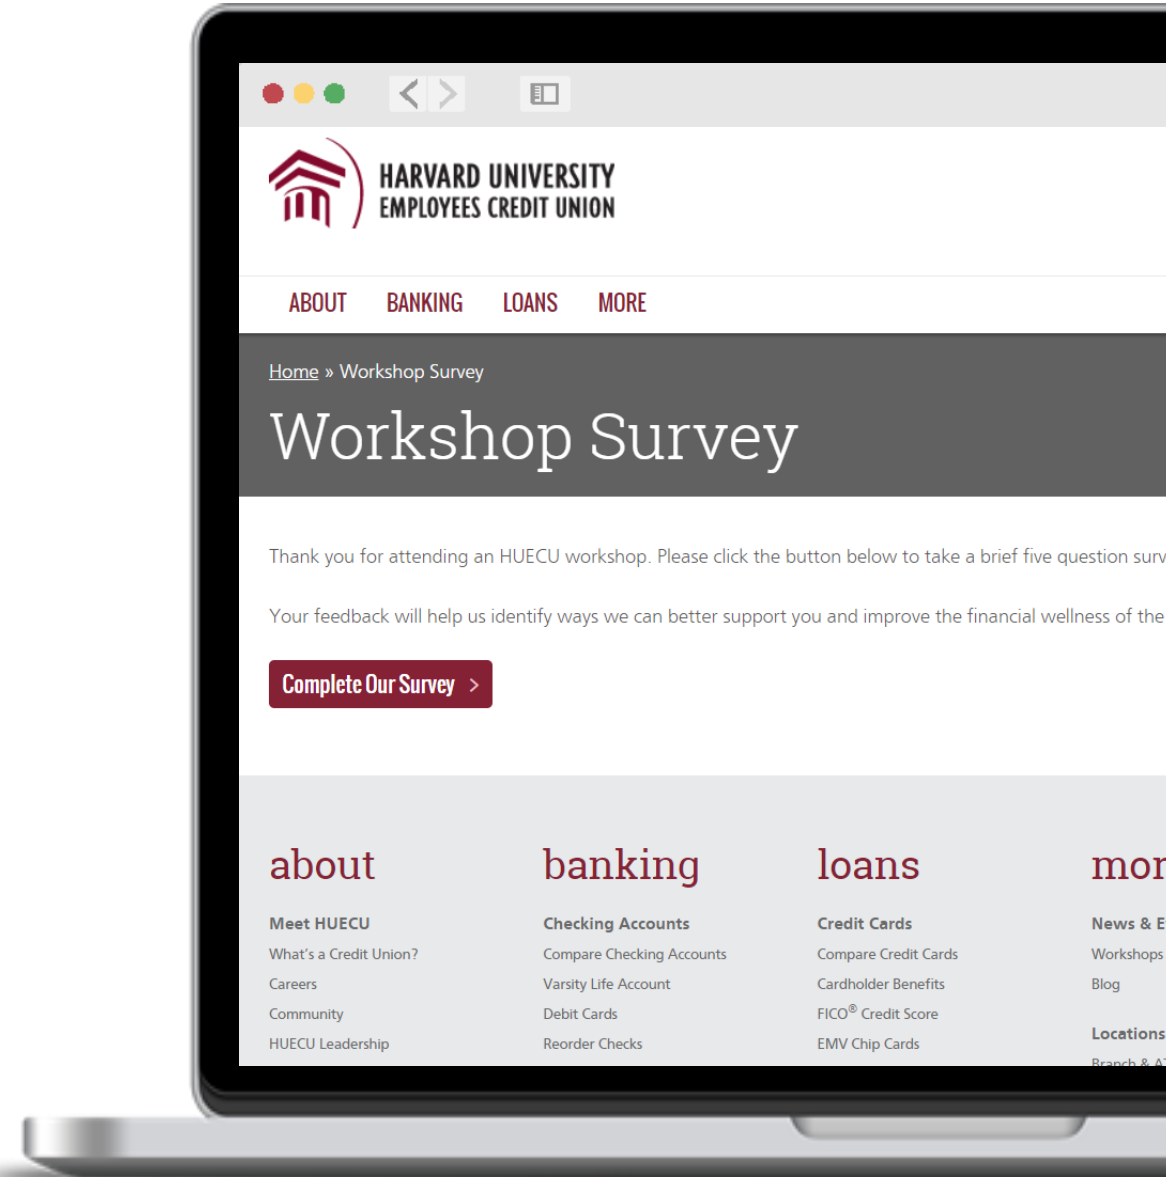 HARVARD UNIVERSITY
EMPLOYEES CREDIT UNION
ABOUT BANKING LOANS MORE
Home » Workshop Survey
Workshop Survey
Thank you for attending an HUECU workshop. Please click the button below to take a brief five question surv
Your feedback will help us identify ways we can better support you and improve the financial wellness of the
Complete Our Survey >
about
Meet HUECU
What's a Credit Union?
Careers
Community
HUECU Leadership
banking
Checking Accounts
Compare Checking Accounts
Varsity Life Account
Debit Cards
Reorder Checks
loans
Credit Cards
Compare Credit Cards
Cardholder Benefits
FICO® Credit Score
EMV Chip Cards
mor
News & E
Workshops
Blog
Locations
Branch & A